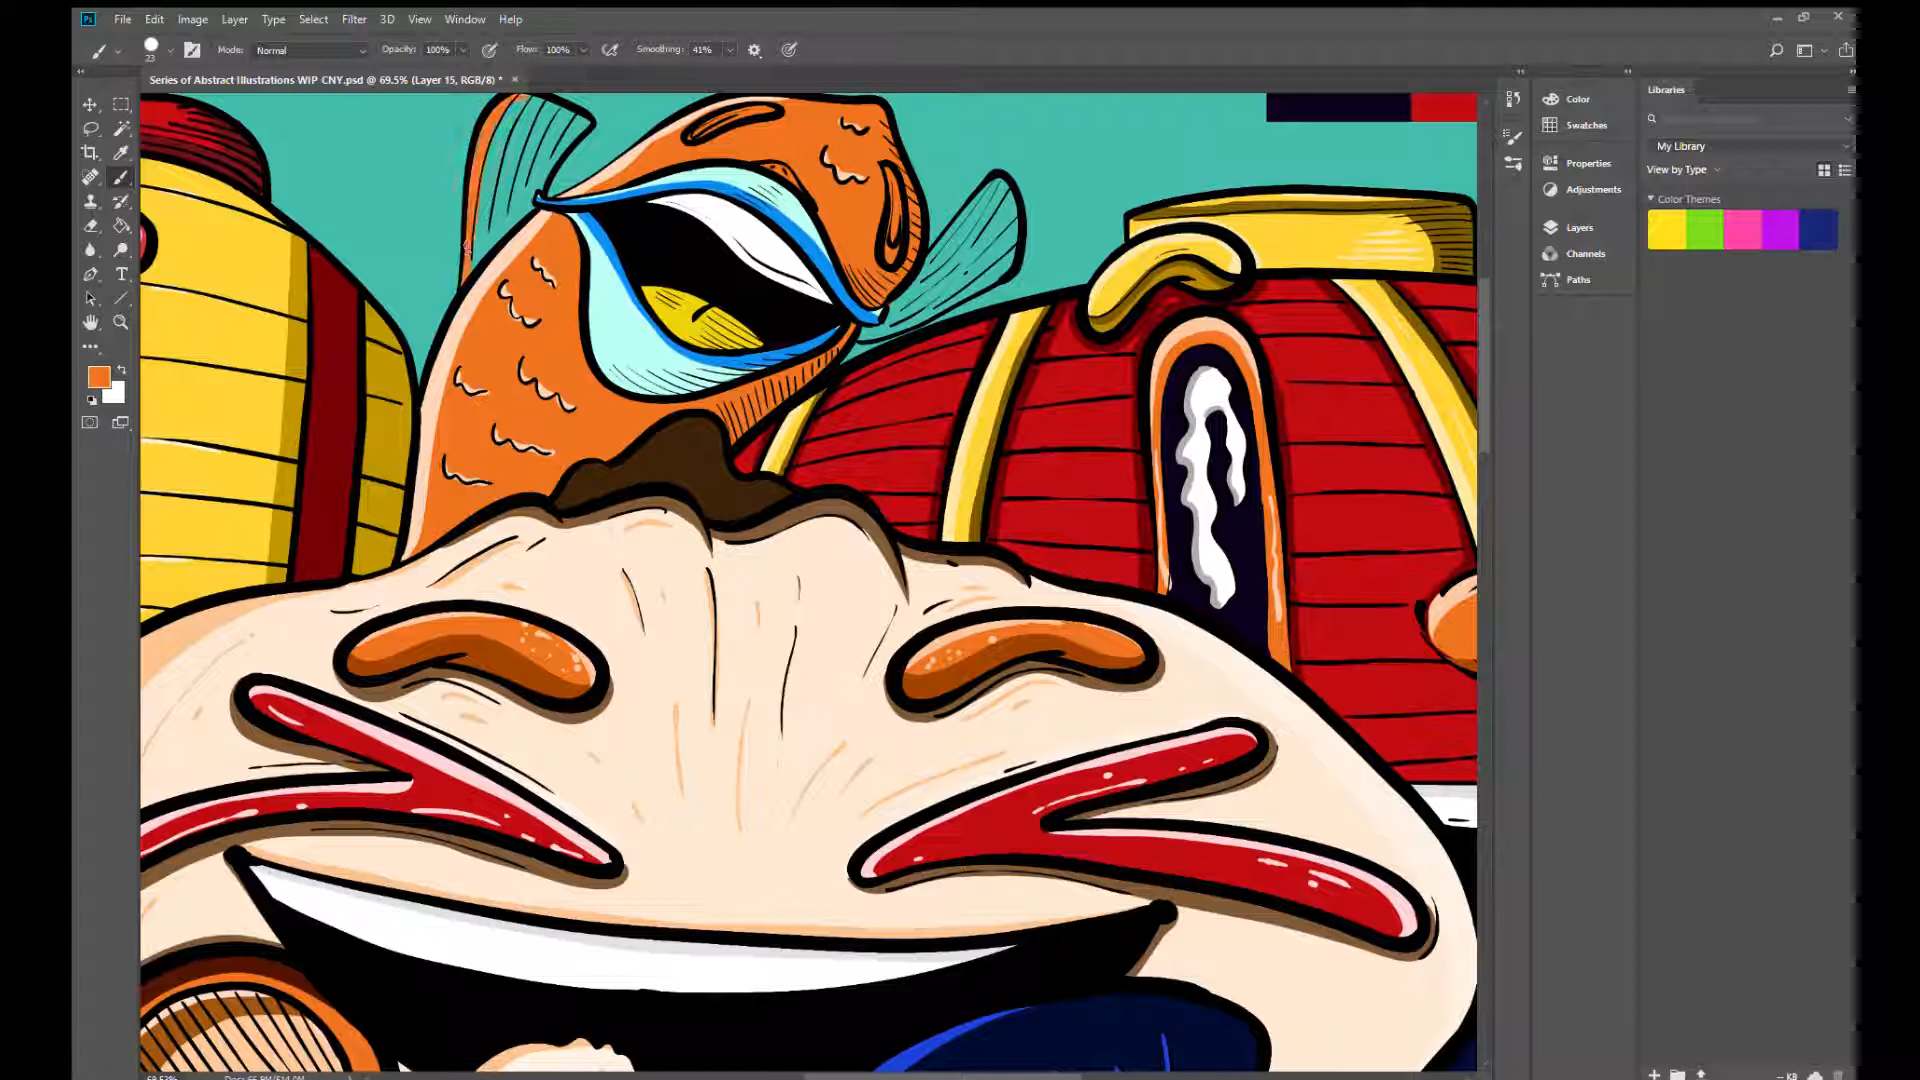 Ps File Edit Image Layer Type Select Filter 3D View Window Help
23 Mode: Normal Opacity: 100% Flow: 100% Smoothing: 41%
Series of Abstract Illustrations WIP CNY.psd @ 69.5% (Layer 15, RGB/8) *
Color
Swatches
Properties
Adjustments
Layers
Channels
Paths
Libraries
My Library
View by Type
Color Themes
-- KB